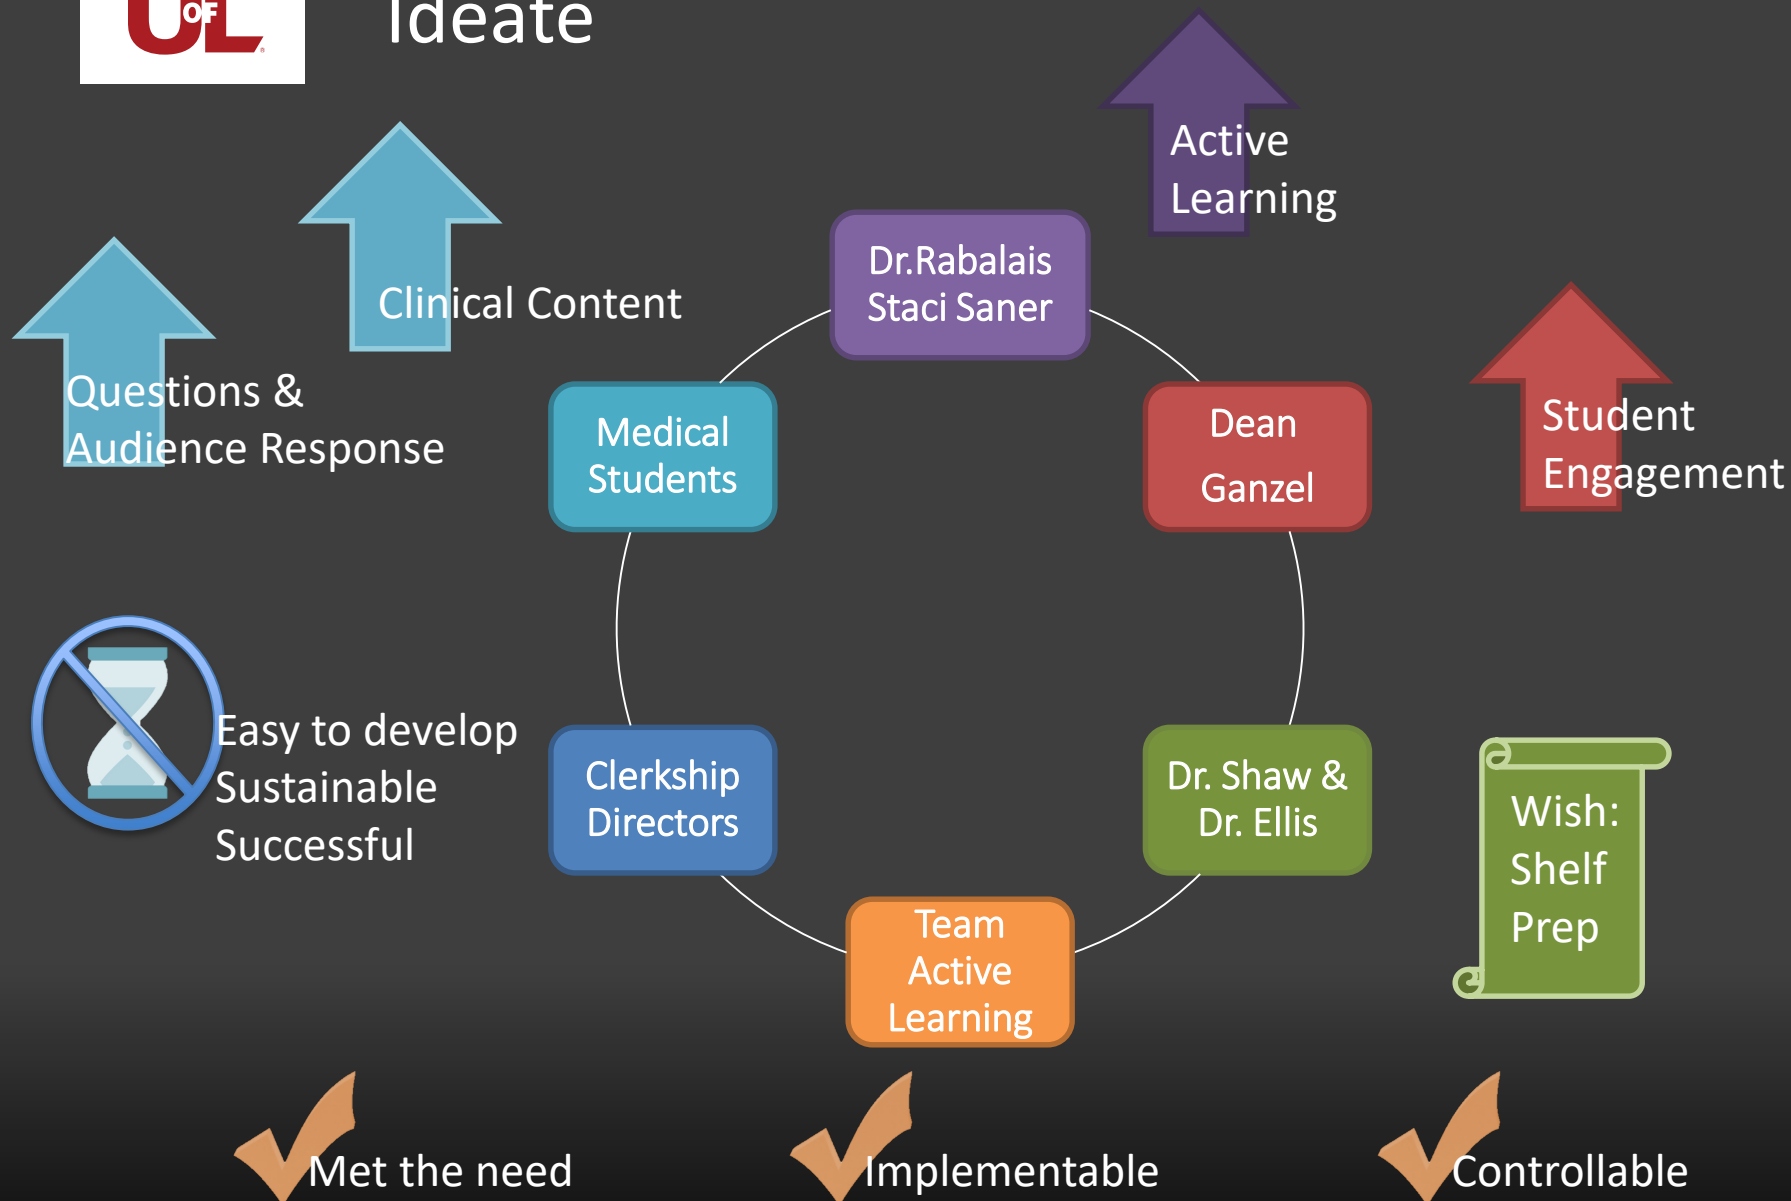 UofL
Ideate
Active
Learning
Clinical Content
Questions &
Audience Response
Dr.Rabalais
Staci Saner
Medical
Students
Dean
Ganzel
Student
Engagement
Easy to develop
Sustainable
Successful
Clerkship
Directors
Dr. Shaw &
Dr. Ellis
Wish:
Shelf
Prep
Team
Active
Learning
Met the need
Implementable
Controllable